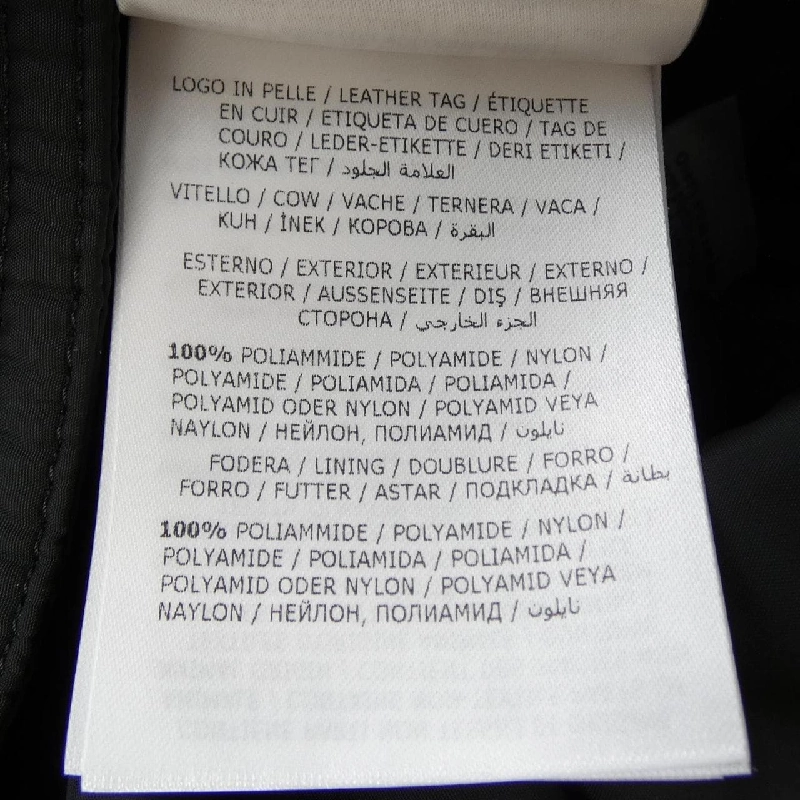 LOGO IN PELLE / LEATHER TAG / ÉTIQUETTE
EN CUIR / ETIQUETA DE CUERO / TAG DE
COURO / LEDER-ETIKETTE / DERI ETIKETI /
КОЖА ТЕГ / العلامة الجلود
VITELLO / COW / VACHE / TERNERA / VACA /
KUH / İNEK / КОРОВА / البقرة
ESTERNO / EXTERIOR / EXTERIEUR / EXTERNO /
EXTERIOR / AUSSENSEITE / DIŞ / ВНЕШНЯЯ
СТОРОНА / الجزء الخارجي
100% POLIAMMIDE / POLYAMIDE / NYLON /
POLYAMIDE / POLIAMIDA / POLIAMIDA /
POLYAMID ODER NYLON / POLYAMID VEYA
NAYLON / НЕЙЛОН, ПОЛИАМИД / نايلون
FODERA / LINING / DOUBLURE / FORRO /
FORRO / FUTTER / ASTAR / ПОДКЛАДКА / بطانة
100% POLIAMMIDE / POLYAMIDE / NYLON /
POLYAMIDE / POLIAMIDA / POLIAMIDA /
POLYAMID ODER NYLON / POLYAMID VEYA
NAYLON / НЕЙЛОН, ПОЛИАМИД / نايلون